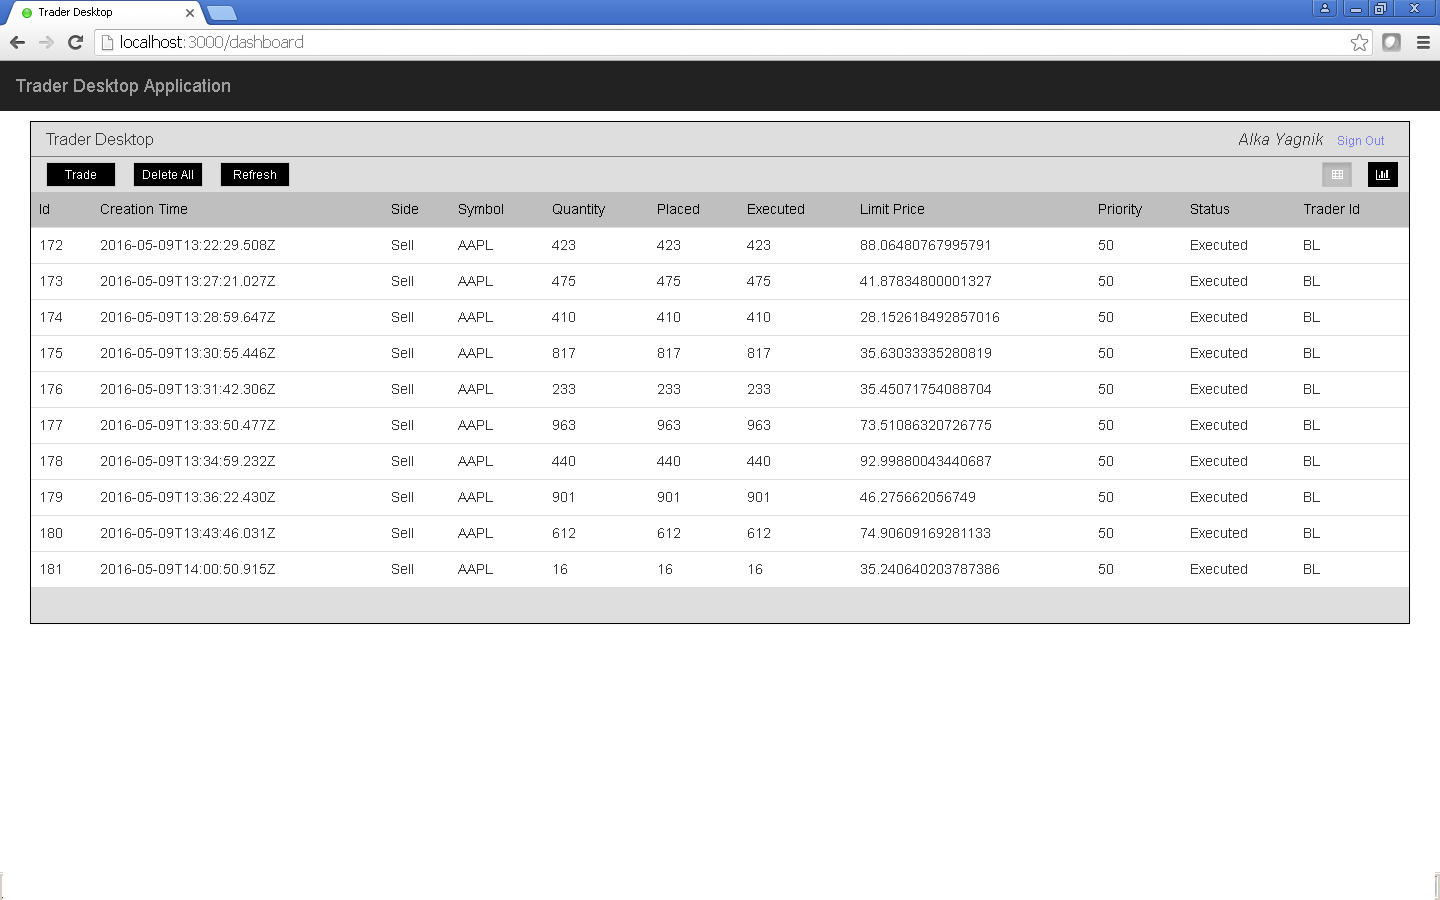 Trader Desktop
localhost:3000/dashboard
Trader Desktop Application
Trader Desktop Alka Yagnik Sign Out
Trade Delete All Refresh
Id Creation Time Side Symbol Quantity Placed Executed Limit Price Priority Status Trader Id
172 2016-05-09T13:22:29.508Z Sell AAPL 423 423 423 88.06480767995791 50 Executed BL
173 2016-05-09T13:27:21.027Z Sell AAPL 475 475 475 41.87834800001327 50 Executed BL
174 2016-05-09T13:28:59.647Z Sell AAPL 410 410 410 28.152618492857016 50 Executed BL
175 2016-05-09T13:30:55.446Z Sell AAPL 817 817 817 35.63033335280819 50 Executed BL
176 2016-05-09T13:31:42.306Z Sell AAPL 233 233 233 35.45071754088704 50 Executed BL
177 2016-05-09T13:33:50.477Z Sell AAPL 963 963 963 73.51086320726775 50 Executed BL
178 2016-05-09T13:34:59.232Z Sell AAPL 440 440 440 92.99880043440687 50 Executed BL
179 2016-05-09T13:36:22.430Z Sell AAPL 901 901 901 46.275662056749 50 Executed BL
180 2016-05-09T13:43:46.031Z Sell AAPL 612 612 612 74.90609169281133 50 Executed BL
181 2016-05-09T14:00:50.915Z Sell AAPL 16 16 16 35.240640203787386 50 Executed BL